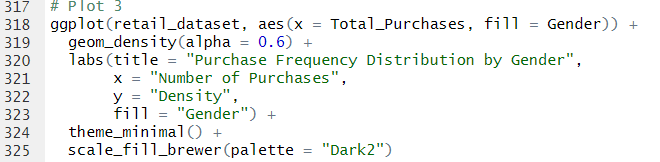 317 # Plot 3
318 ggplot(retail_dataset, aes(x = Total_Purchases, fill = Gender)) +
319   geom_density(alpha = 0.6) +
320   labs(title = "Purchase Frequency Distribution by Gender",
321        x = "Number of Purchases",
322        y = "Density",
323        fill = "Gender") +
324   theme_minimal() +
325   scale_fill_brewer(palette = "Dark2")